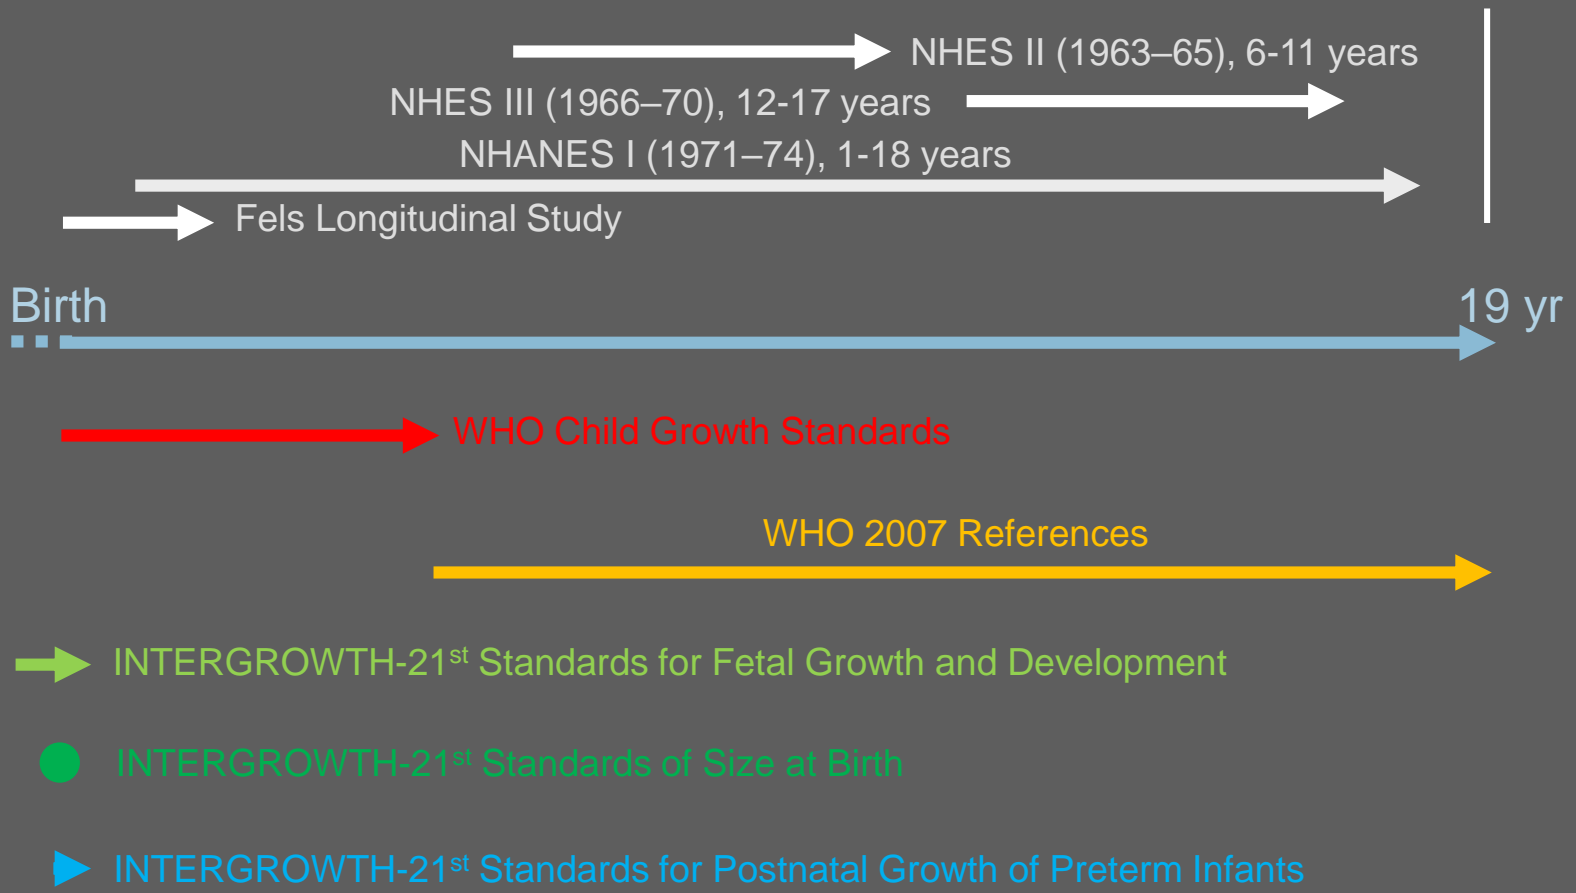 NHES II (1963–65), 6-11 years
NHES III (1966–70), 12-17 years
NHANES I (1971–74), 1-18 years
Fels Longitudinal Study
Birth
19 yr
WHO Child Growth Standards
WHO 2007 References
INTERGROWTH-21st Standards for Fetal Growth and Development
INTERGROWTH-21st Standards of Size at Birth
INTERGROWTH-21st Standards for Postnatal Growth of Preterm Infants